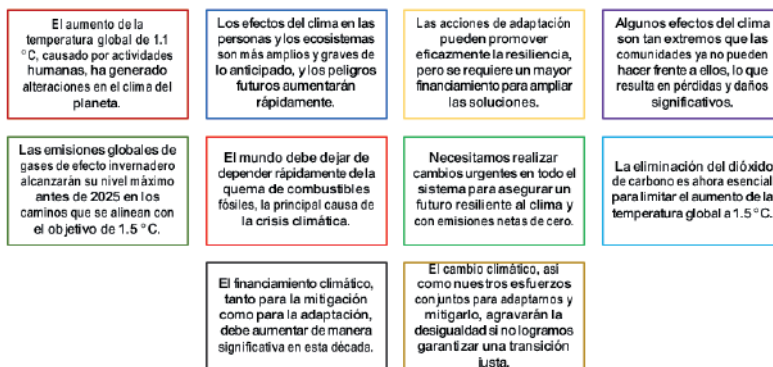 El aumento de la
temperatura global de 1.1
°C, causado por actividades
humanas, ha generado
alteraciones en el clima del
planeta.
Los efectos del clima en las
personas y los ecosistemas
son más amplios y graves de
lo anticipado, y los peligros
futuros aumentarán
rápidamente.
Las acciones de adaptación
pueden promover
eficazmente la resiliencia,
pero se requiere un mayor
financiamiento para ampliar
las soluciones.
Algunos efectos del clima
son tan extremos que las
comunidades ya no pueden
hacer frente a ellos, lo que
resulta en pérdidas y daños
significativos.
Las emisiones globales de
gases de efecto invernadero
alcanzarán su nivel máximo
antes de 2025 en los
caminos que se alinean con
el objetivo de 1.5 °C.
El mundo debe dejar de
depender rápidamente de la
quema de combustibles
fósiles, la principal causa de
la crisis climática.
Necesitamos realizar
cambios urgentes en todo el
sistema para asegurar un
futuro resiliente al clima y
con emisiones netas de cero.
La eliminación del dióxido
de carbono es ahora esencial
para limitar el aumento de la
temperatura global a 1.5 °C.
El financiamiento climático,
tanto para la mitigación
como para la adaptación,
debe aumentar de manera
significativa en esta década.
El cambio climático, así
como nuestros esfuerzos
conjuntos para adaptarnos y
mitigarlo, agravarán la
desigualdad si no logramos
garantizar una transición
justa.